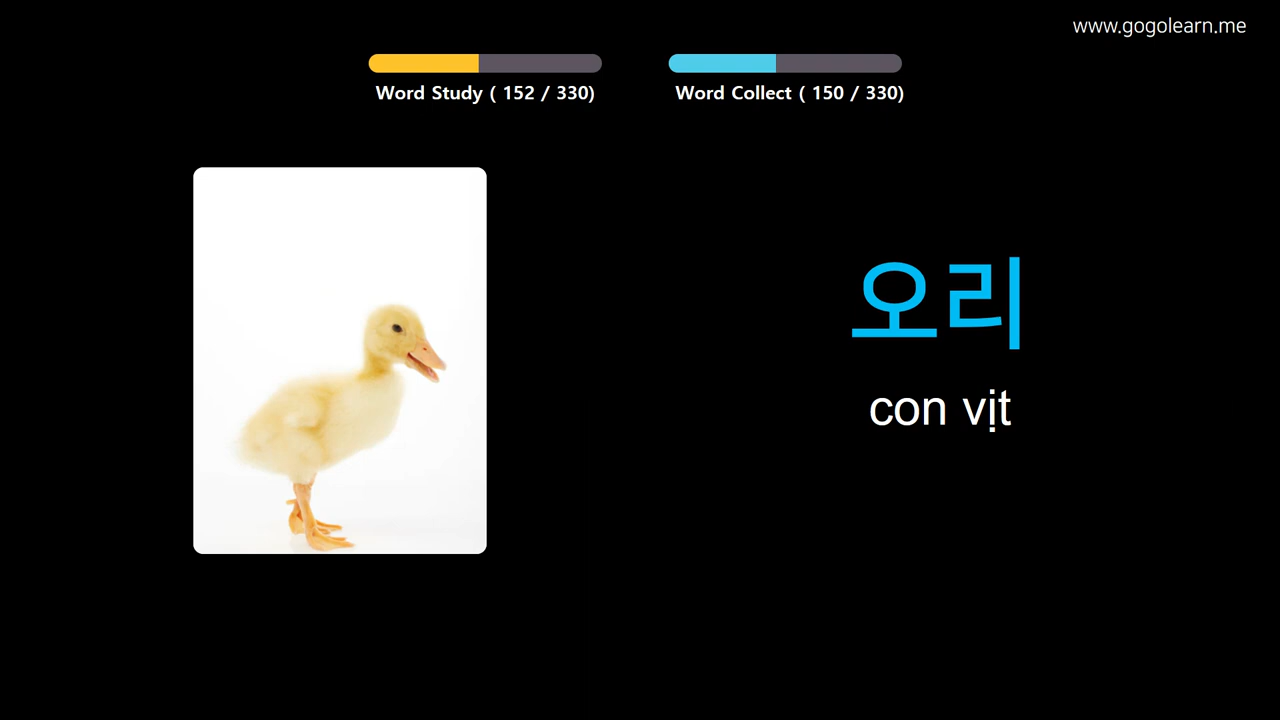 www.gogolearn.me
Word Study ( 152 / 330)
Word Collect ( 150 / 330)
오리
con vịt